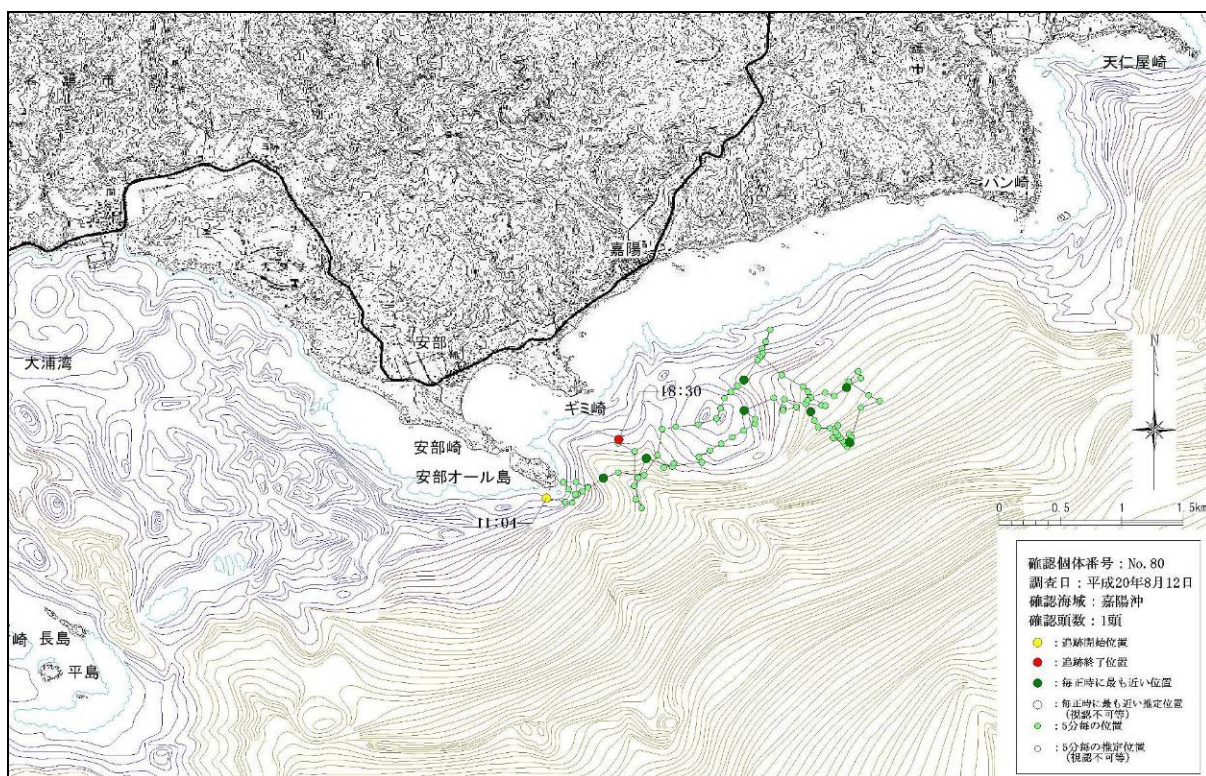 天仁屋崎
バン崎
嘉陽
安部
大浦湾
ギミ崎
18:30
安部崎
安部オール島
11:04
N
0 0.5 1 1.5km
長島
平島
確認個体番号：No.80
調査日：平成20年8月12日
確認海域：嘉陽沖
確認頭数：1頭
：追跡開始位置
：追跡終了位置
：毎正時に最も近い位置
：毎正時に最も近い推定位置
（視認不可等）
：5分毎の位置
：5分毎の推定位置
（視認不可等）